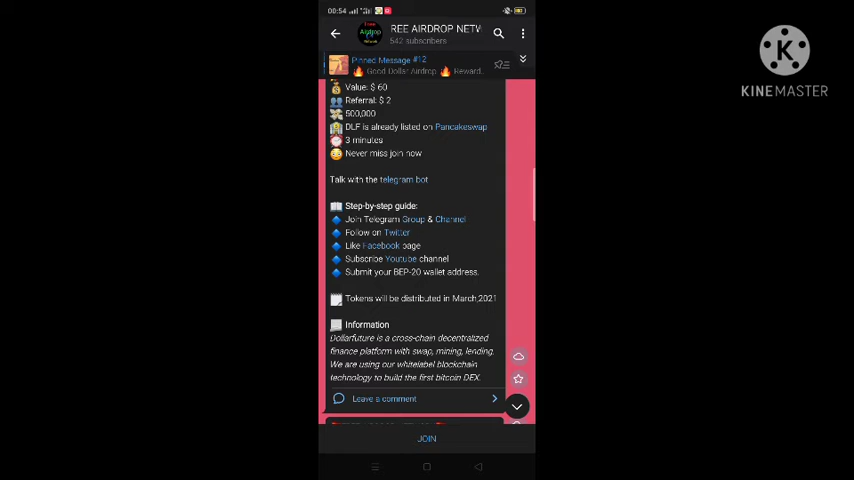 00:54
I love
Airdrop
Network
REE AIRDROP NETW
542 subscribers
Pinned Message #12
Good Dollar Airdrop Reward...
Value: $ 60
Referral: $ 2
500,000
DLF is already listed on Pancakeswap
3 minutes
Never miss join now
Talk with the telegram bot
Step-by-step guide:
Join Telegram Group & Channel
Follow on Twitter
Like Facebook page
Subscribe Youtube channel
Submit your BEP-20 wallet address.
Tokens will be distributed in March,2021
Information
Dollarfuture is a cross-chain decentralized
finance platform with swap, mining, lending.
We are using our whitelabel blockchain
technology to build the first bitcoin DEX.
Leave a comment
JOIN
K
KINEMASTER